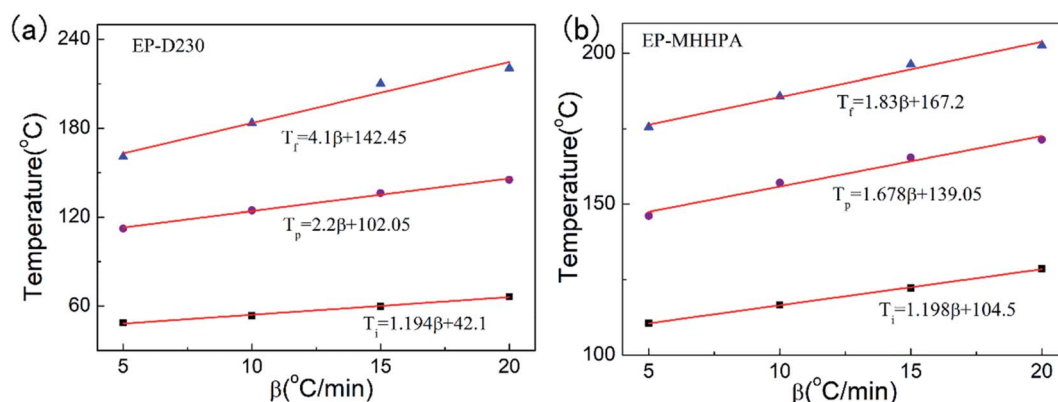 (a)
EP-D230
Temperature(°C)
240
180
120
60
T_f=4.1β+142.45
T_p=2.2β+102.05
T_i=1.194β+42.1
5 10 15 20
β(°C/min)
(b)
EP-MHHPA
Temperature(°C)
200
150
100
T_f=1.83β+167.2
T_p=1.678β+139.05
T_i=1.198β+104.5
5 10 15 20
β(°C/min)